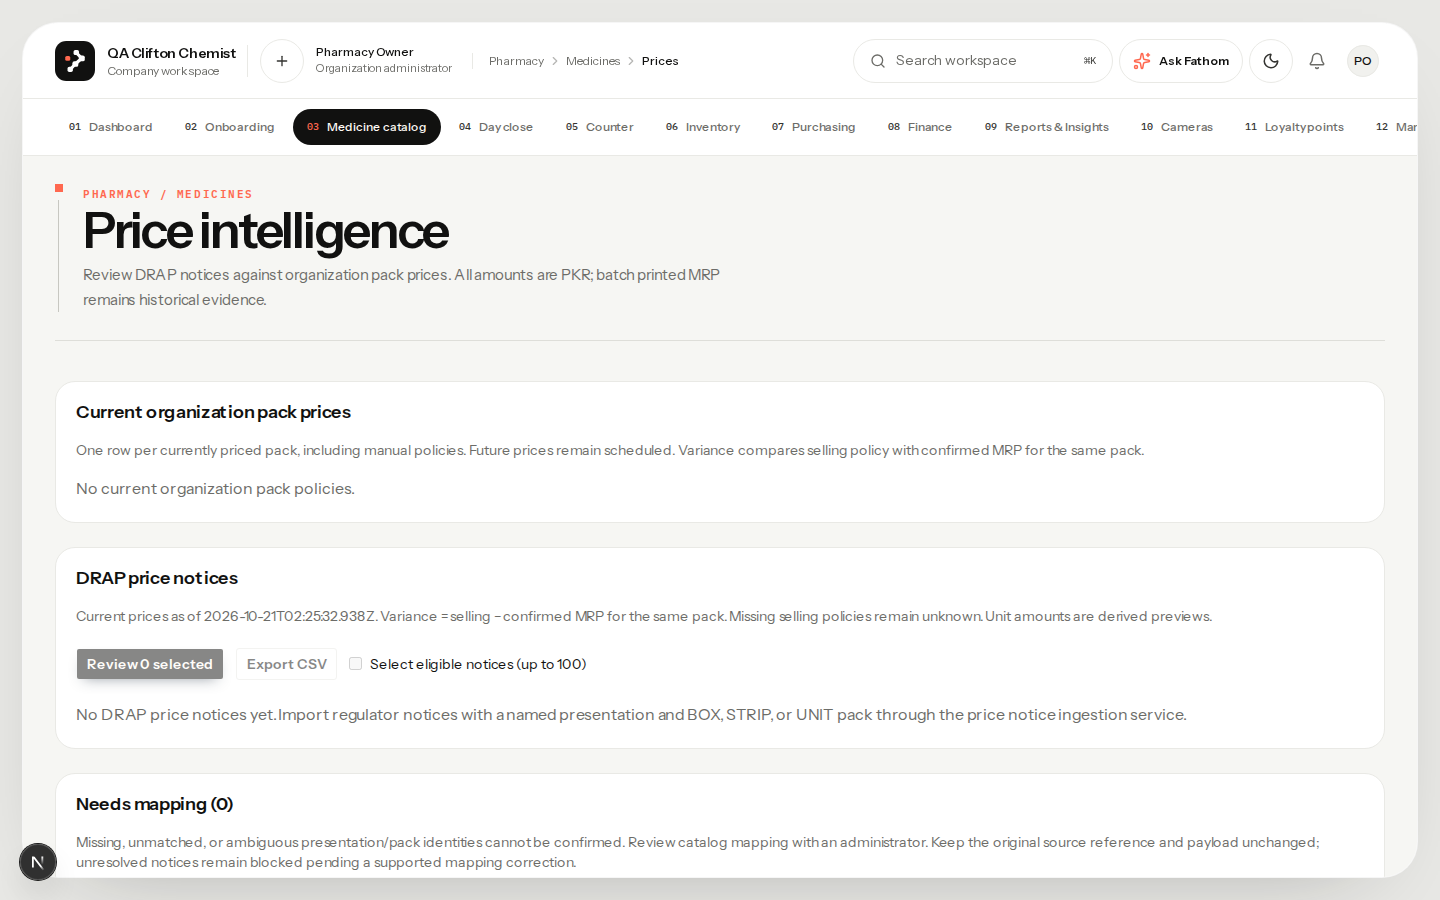 QA Clifton Chemist
Company workspace
Pharmacy Owner
Organization administrator
Pharmacy
Medicines
Prices
Search workspace
⌘K
Ask Fathom
PO
01 Dashboard
02 Onboarding
03 Medicine catalog
04 Day close
05 Counter
06 Inventory
07 Purchasing
08 Finance
09 Reports & Insights
10 Cameras
11 Loyalty points
12
PHARMACY / MEDICINES
Price intelligence
Review DRAP notices against organization pack prices. All amounts are PKR; batch printed MRP
remains historical evidence.
Current organization pack prices
One row per currently priced pack, including manual policies. Future prices remain scheduled. Variance compares selling policy with confirmed MRP for the same pack.
No current organization pack policies.
DRAP price notices
Current prices as of 2026-10-21T02:25:32.938Z. Variance = selling − confirmed MRP for the same pack. Missing selling policies remain unknown. Unit amounts are derived previews.
Review 0 selected
Export CSV
Select eligible notices (up to 100)
No DRAP price notices yet. Import regulator notices with a named presentation and BOX, STRIP, or UNIT pack through the price notice ingestion service.
Needs mapping (0)
Missing, unmatched, or ambiguous presentation/pack identities cannot be confirmed. Review catalog mapping with an administrator. Keep the original source reference and payload unchanged;
unresolved notices remain blocked pending a supported mapping correction.
N